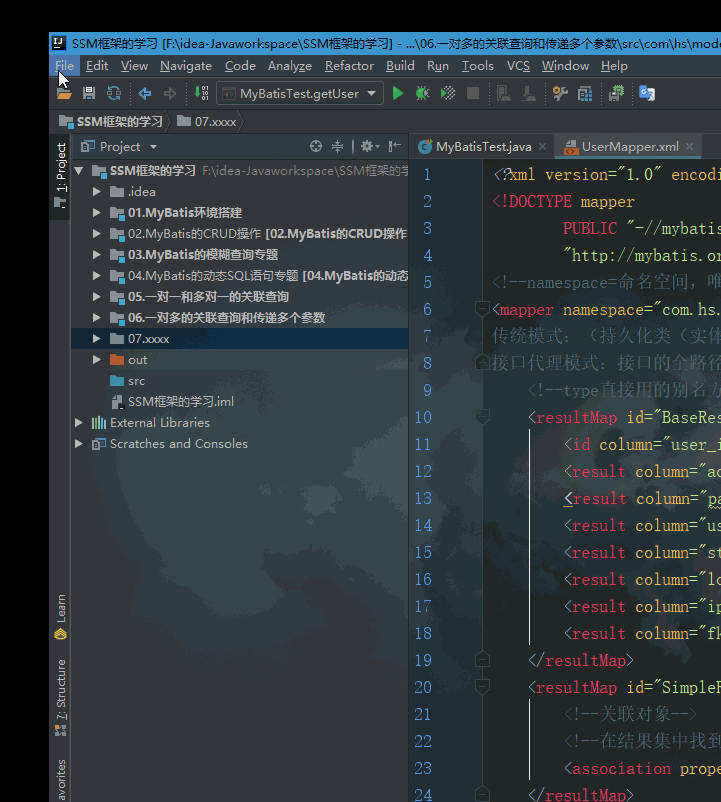 SSM框架的学习 [F:\idea-Javaworkspace\SSM框架的学习] - ...\06.一对多的关联查询和传递多个参数\src\com\hs\mode
File Edit View Navigate Code Analyze Refactor Build Run Tools VCS Window Help
MyBatisTest.getUser
SSM框架的学习 07.xxxx
Project
MyBatisTest.java UserMapper.xml
1: Project
SSM框架的学习 F:\idea-Javaworkspace\SSM框架的学
.idea
01.MyBatis环境搭建
02.MyBatis的CRUD操作 [02.MyBatis的CRUD操作
03.MyBatis的模糊查询专题
04.MyBatis的动态SQL语句专题 [04.MyBatis的动态
05.一对一和多对一的关联查询
06.一对多的关联查询和传递多个参数
07.xxxx
out
src
SSM框架的学习.iml
External Libraries
Scratches and Consoles
Learn
7: Structure
avorites
1 <?xml version="1.0" encodi
2 <!DOCTYPE mapper
3 PUBLIC "-//mybatis
4 "http://mybatis.or
5 <!--namespace=命名空间，唯
6 <mapper namespace="com.hs.
7 传统模式：（持久化类（实体
8 接口代理模式：接口的全路径
9 <!--type直接用的别名
10 <resultMap id="BaseRes
11 <id column="user_i
12 <result column="ac
13 <result column="pa
14 <result column="us
15 <result column="st
16 <result column="lo
17 <result column="ip
18 <result column="fk
19 </resultMap>
20 <resultMap id="SimpleR
21 <!--关联对象-->
22 <!--在结果集中找到
23 <association prope
24 </resultMap>